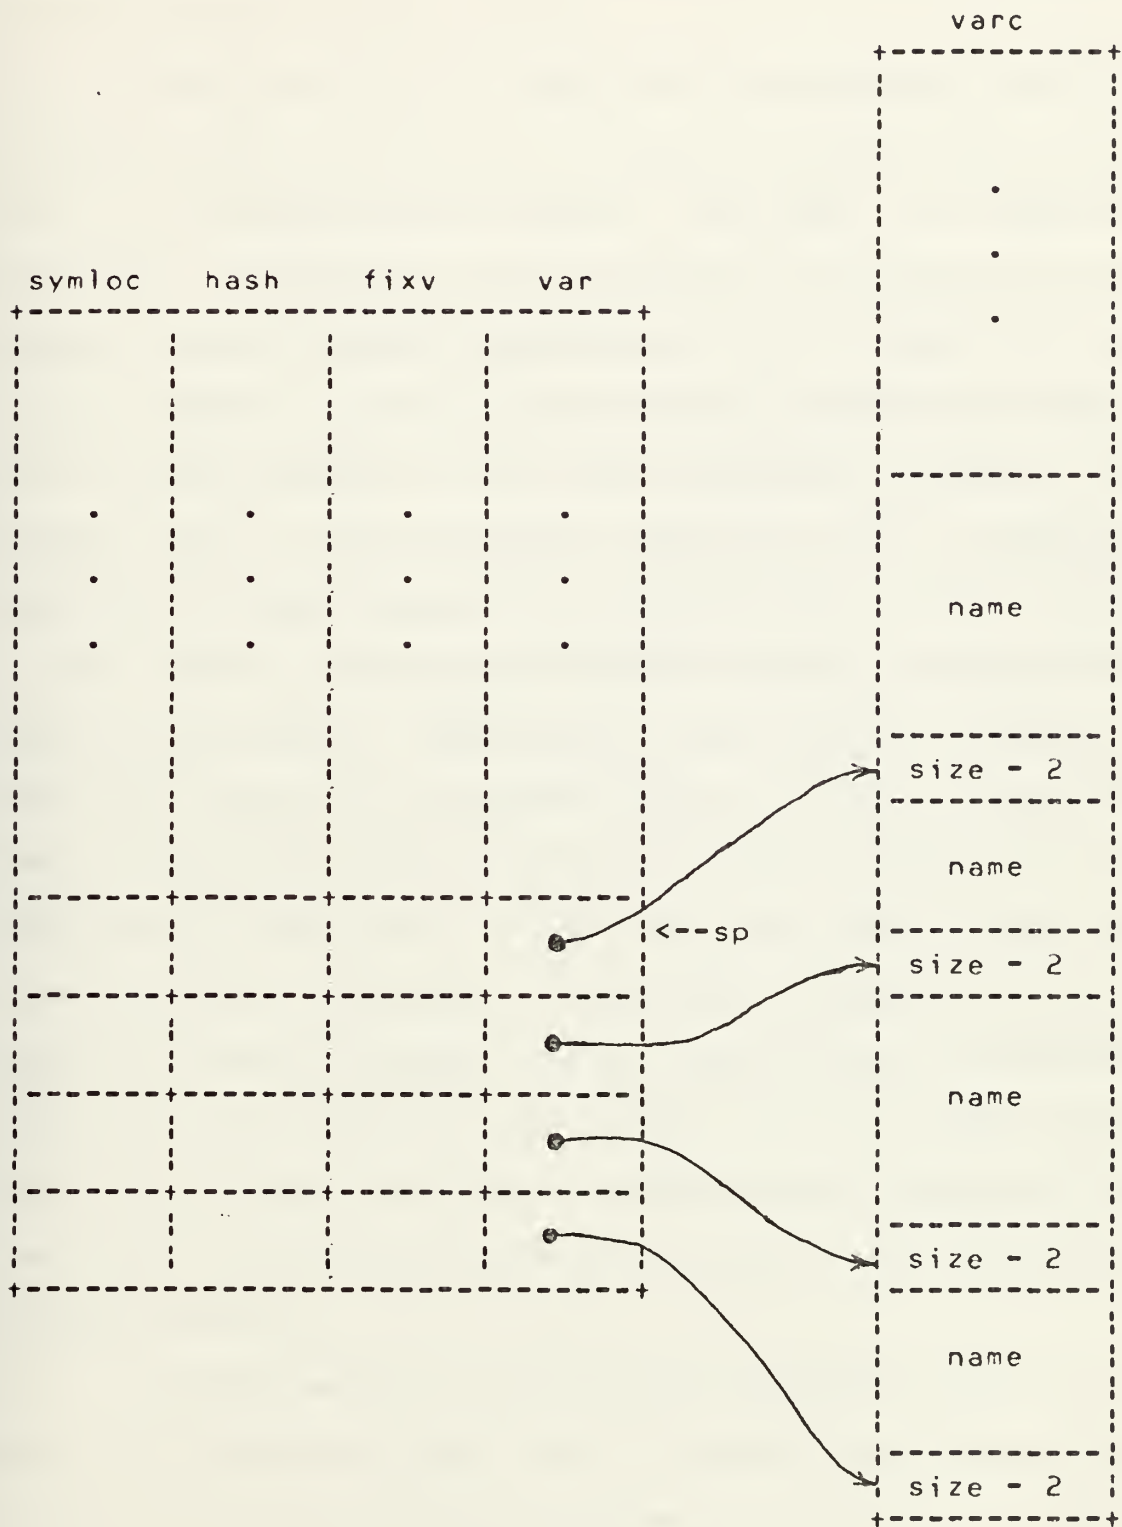 varc
symloc hash fixv var
name
size - 2
name
<--sp
size - 2
name
size - 2
name
size - 2